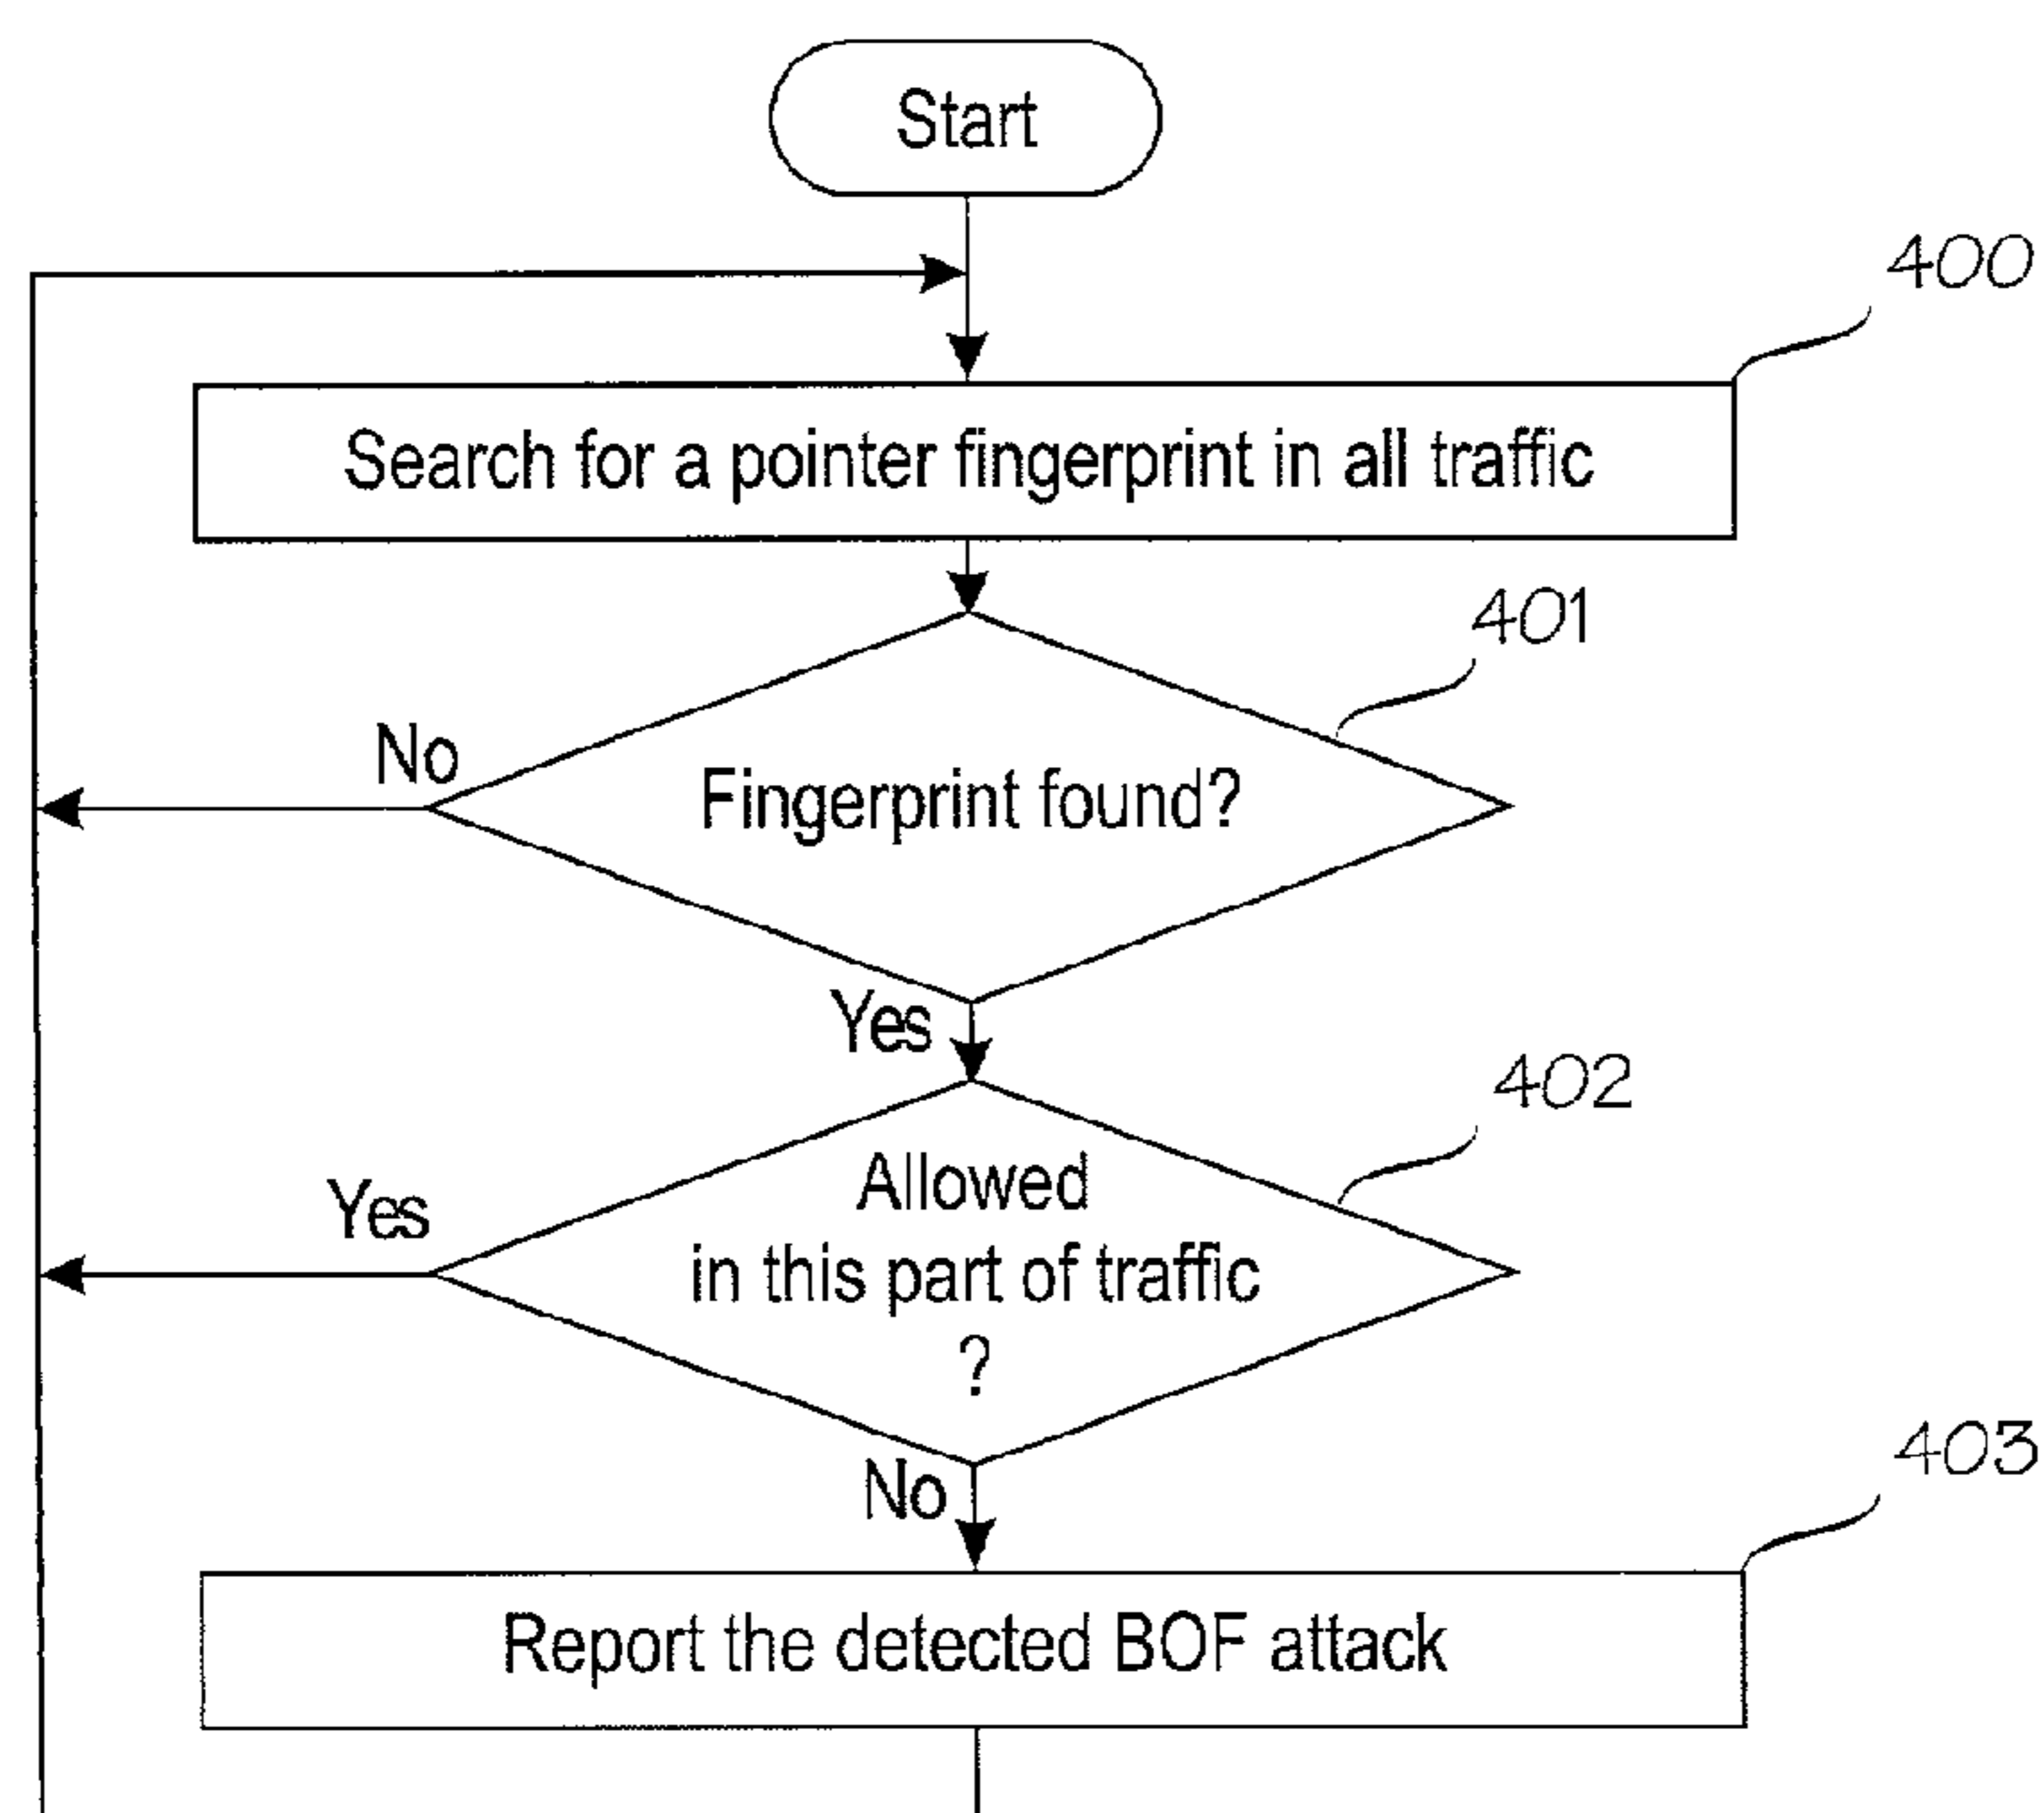 Start
400
Search for a pointer fingerprint in all traffic
401
No
Fingerprint found?
Yes
402
Allowed
Yes
in this part of traffic
?
403
No
Report the detected BOF attack